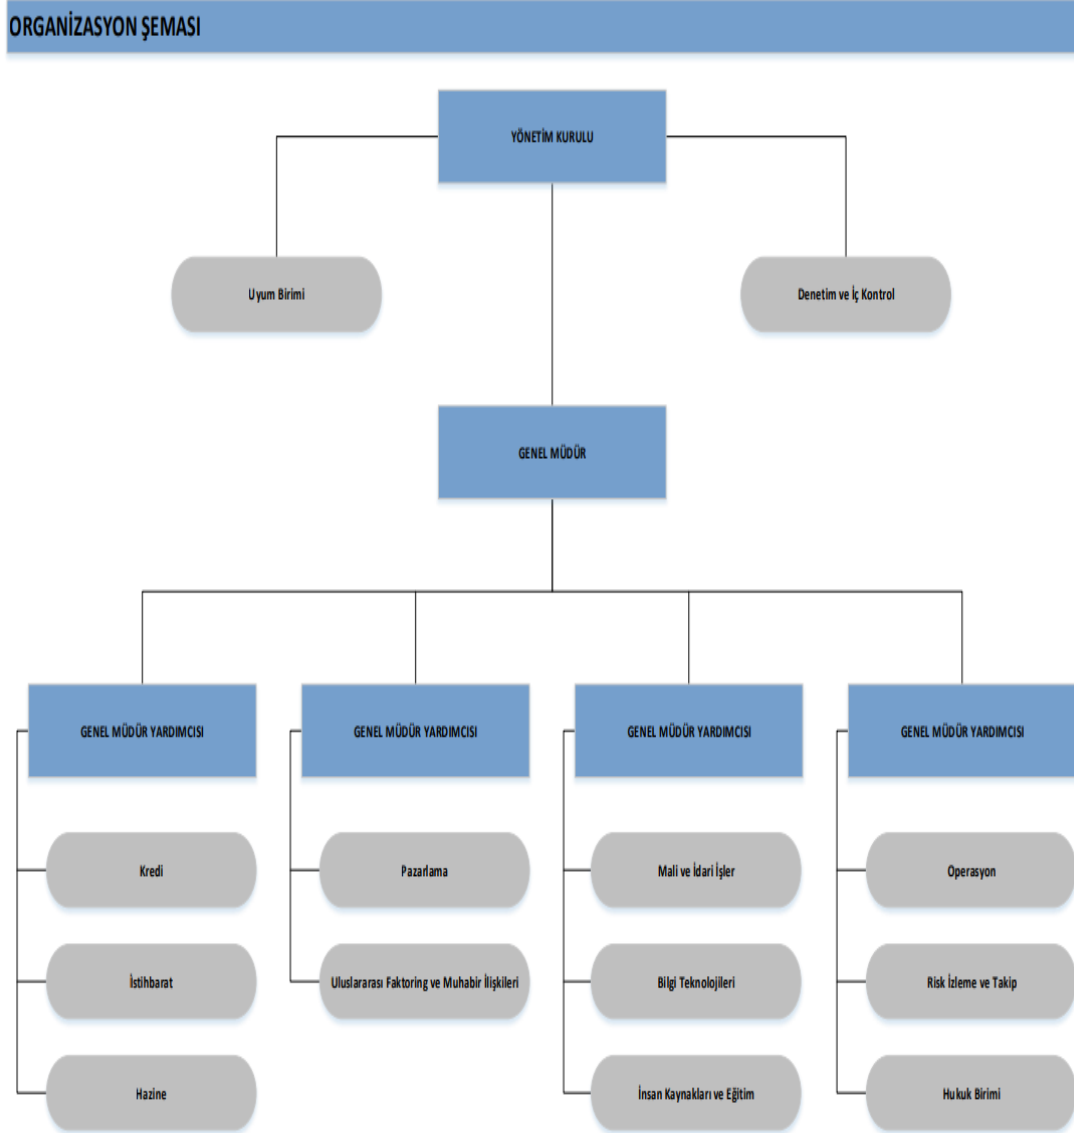 ORGANİZASYON ŞEMASI
YÖNETİM KURULU
Uyum Birimi
Denetim ve İç Kontrol
GENEL MÜDÜR
GENEL MÜDÜR YARDIMCISI
GENEL MÜDÜR YARDIMCISI
GENEL MÜDÜR YARDIMCISI
GENEL MÜDÜR YARDIMCISI
Kredi
Pazarlama
Mali ve İdari İşler
Operasyon
İstihbarat
Uluslararası Faktoring ve Muhabir İlişkileri
Bilgi Teknolojileri
Risk İzleme ve Takip
Hazine
İnsan Kaynakları ve Eğitim
Hukuk Birimi